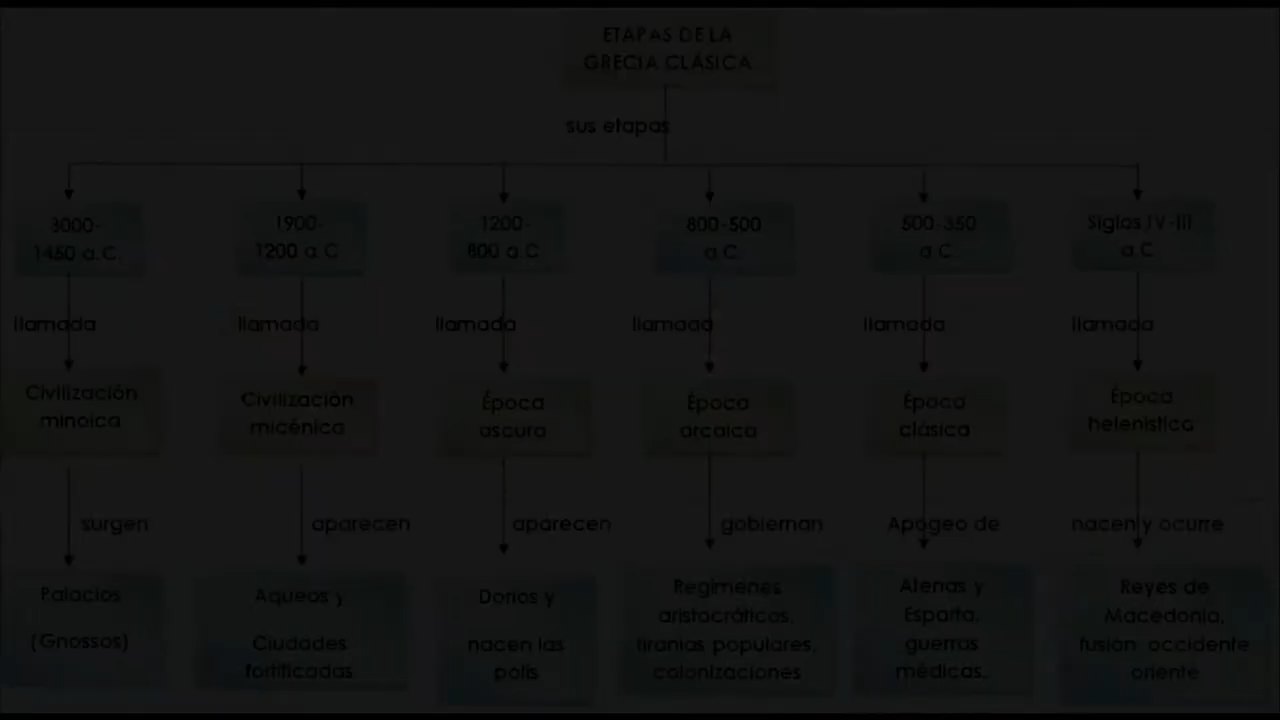 ETAPAS DE LA
GRECIA CLÁSICA
sus etapas
3000-
1450 a.C.
1900-
1200 a.C
1200-
800 a.C.
800-500
a.C.
500-350
a.C.
Siglos IV-III
a.C.
llamada
llamada
llamada
llamada
llamada
llamada
Civilización
minoica
Civilización
micénica
Época
oscura
Época
arcaica
Época
clásica
Época
helenística
surgen
aparecen
aparecen
gobiernan
Apogeo de
nacen y ocurre
Palacios
(Gnossos)
Aqueos y
Ciudades
fortificadas
Dorios y
nacen las
polis
Regímenes
aristocráticos,
tiranías populares,
colonizaciones
Atenas y
Esparta,
guerras
médicas.
Reyes de
Macedonia,
fusión occidente
oriente